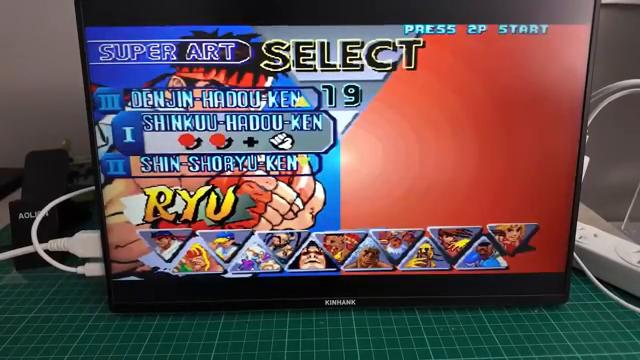 PRESS 2P START
SUPER ART SELECT
III DENJIN-HADOU-KEN 19
I SHINKUU-HADOU-KEN
+
II SHIN-SHORYU-KEN
RYU
KINHANK